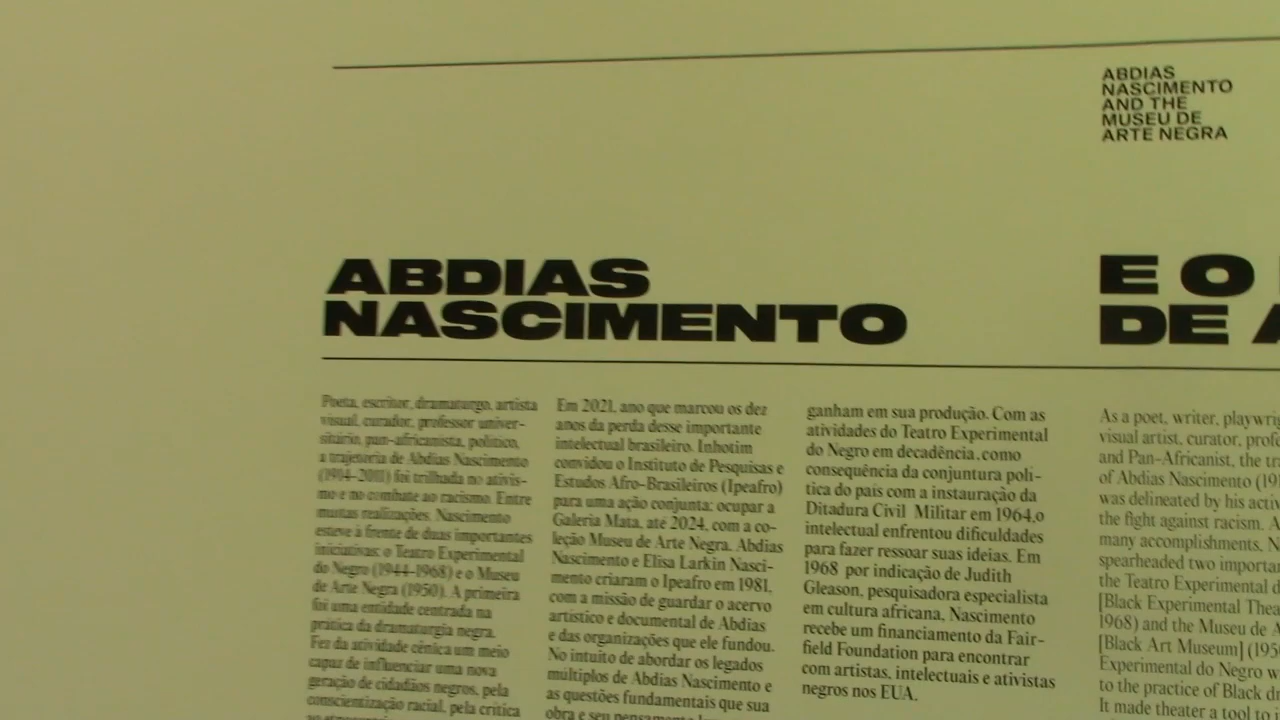 ABDIAS
NASCIMENTO
AND THE
MUSEU DE
ARTE NEGRA
ABDIAS
NASCIMENTO
E O
DE A
Poeta, escritor, dramaturgo, artista
visual, curador, professor univer-
sitário, pan-africanista, político,
a trajetória de Abdias Nascimento
(1914–2011) foi trilhada no ativis-
mo e no combate ao racismo. Entre
muitas realizações, Nascimento
esteve à frente de duas importantes
iniciativas: o Teatro Experimental
do Negro (1944–1968) e o Museu
de Arte Negra (1950). A primeira
foi uma entidade centrada na
prática da dramaturgia negra.
Fez da atividade cênica um meio
capaz de influenciar uma nova
geração de cidadãos negros, pela
conscientização racial, pela crítica
Em 2021, ano que marcou os dez
anos da perda desse importante
intelectual brasileiro, Inhotim
convidou o Instituto de Pesquisas e
Estudos Afro-Brasileiros (Ipeafro)
para uma ação conjunta: ocupar a
Galeria Mata, até 2024, com a co-
leção Museu de Arte Negra. Abdias
Nascimento e Elisa Larkin Nasci-
mento criaram o Ipeafro em 1981,
com a missão de guardar o acervo
artístico e documental de Abdias
e das organizações que ele fundou.
No intuito de abordar os legados
múltiplos de Abdias Nascimento e
as questões fundamentais que sua
obra e seu pensamento
ganham em sua produção. Com as
atividades do Teatro Experimental
do Negro em decadência,como
consequência da conjuntura polí-
tica do país com a instauração da
Ditadura Civil Militar em 1964,o
intelectual enfrentou dificuldades
para fazer ressoar suas ideias. Em
1968 por indicação de Judith
Gleason, pesquisadora especialista
em cultura africana, Nascimento
recebe um financiamento da Fair-
field Foundation para encontrar
com artistas, intelectuais e ativistas
negros nos EUA.
As a poet, writer, playwri
visual artist, curator, profe
and Pan-Africanist, the tra
of Abdias Nascimento (191
was delineated by his activ
the fight against racism. A
many accomplishments, N
spearheaded two importa
the Teatro Experimental d
[Black Experimental Thea
1968) and the Museu de A
[Black Art Museum] (195
Experimental do Negro w
to the practice of Black dr
It made theater a tool to i